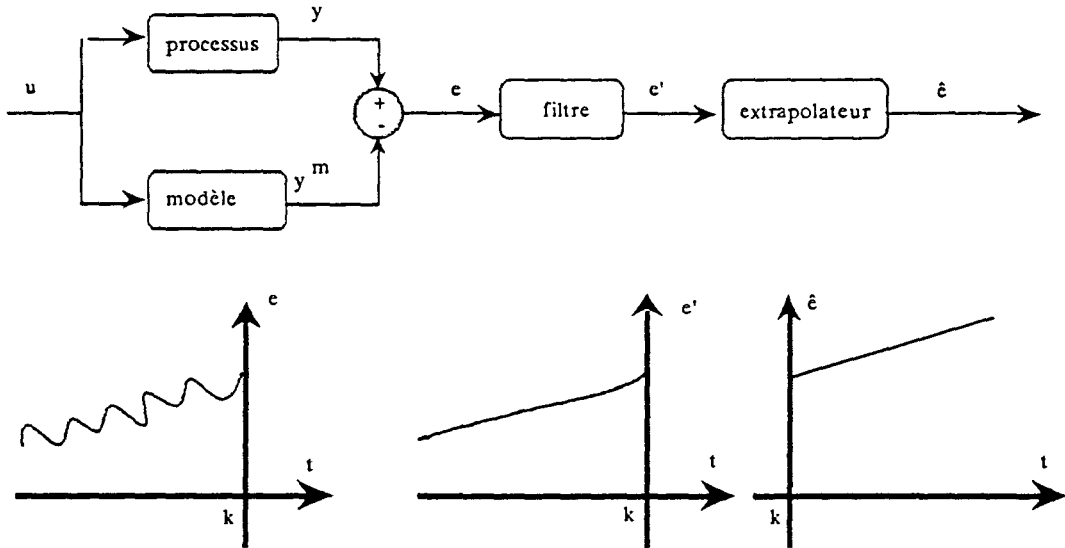 y
processus
u
+
-
e
filtre
e'
extrapolateur
ê
modèle
y m
e
t
k
e'
t
k
ê
t
k